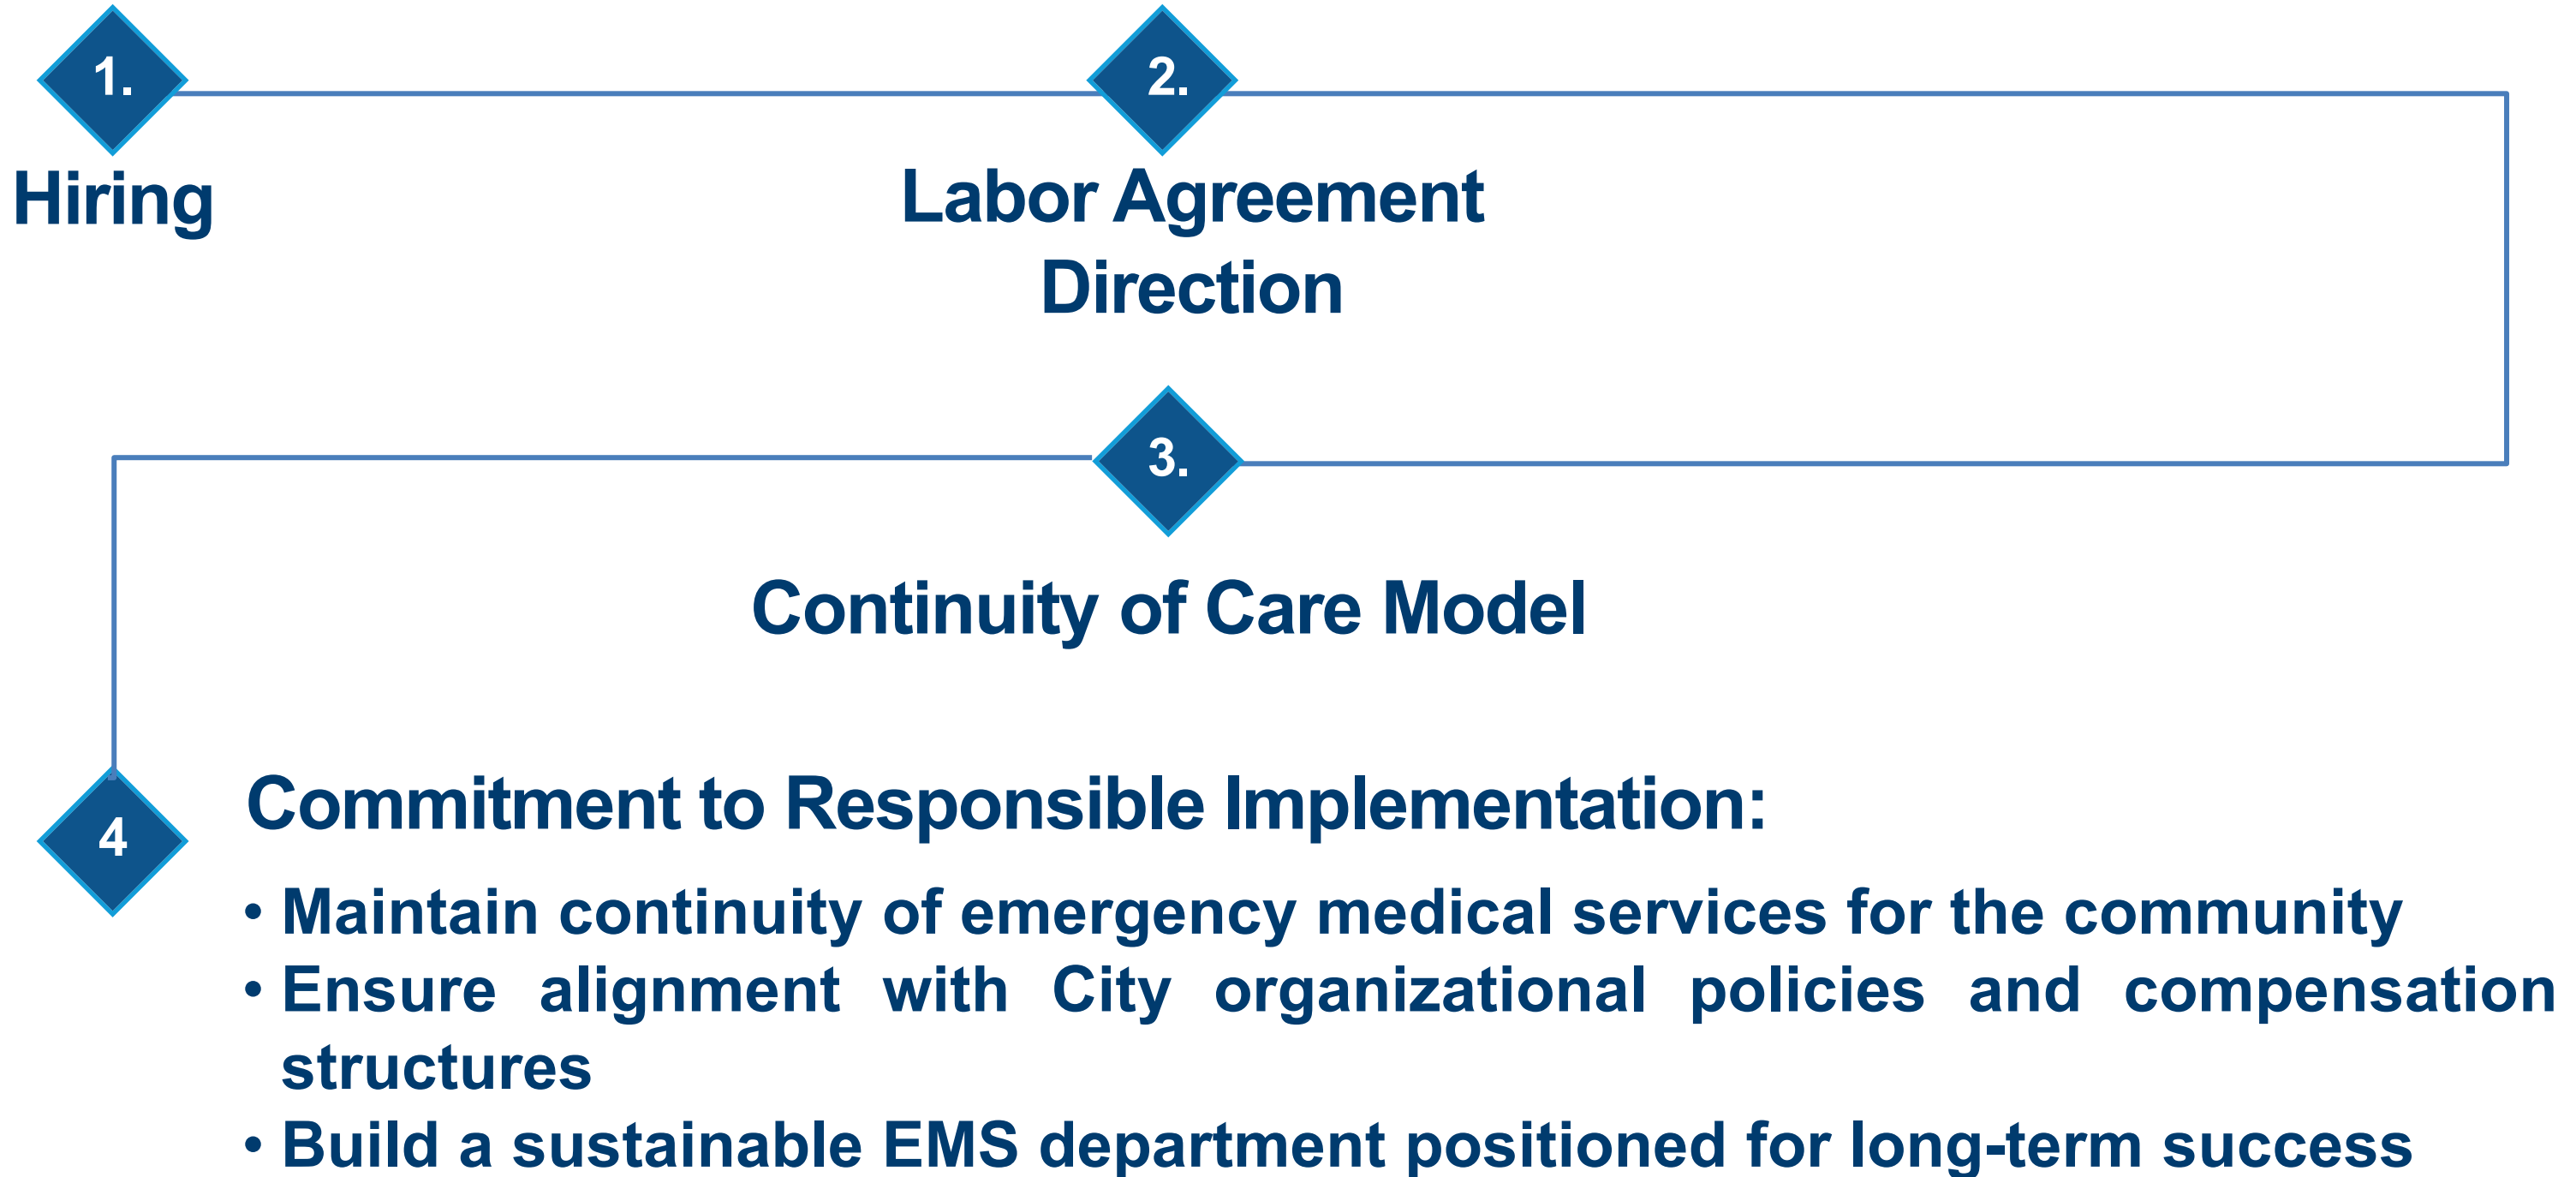 1.
Hiring
2.
Labor Agreement
Direction
3.
Continuity of Care Model
4
Commitment to Responsible Implementation:
• Maintain continuity of emergency medical services for the community
• Ensure alignment with City organizational policies and compensation
structures
• Build a sustainable EMS department positioned for long-term success